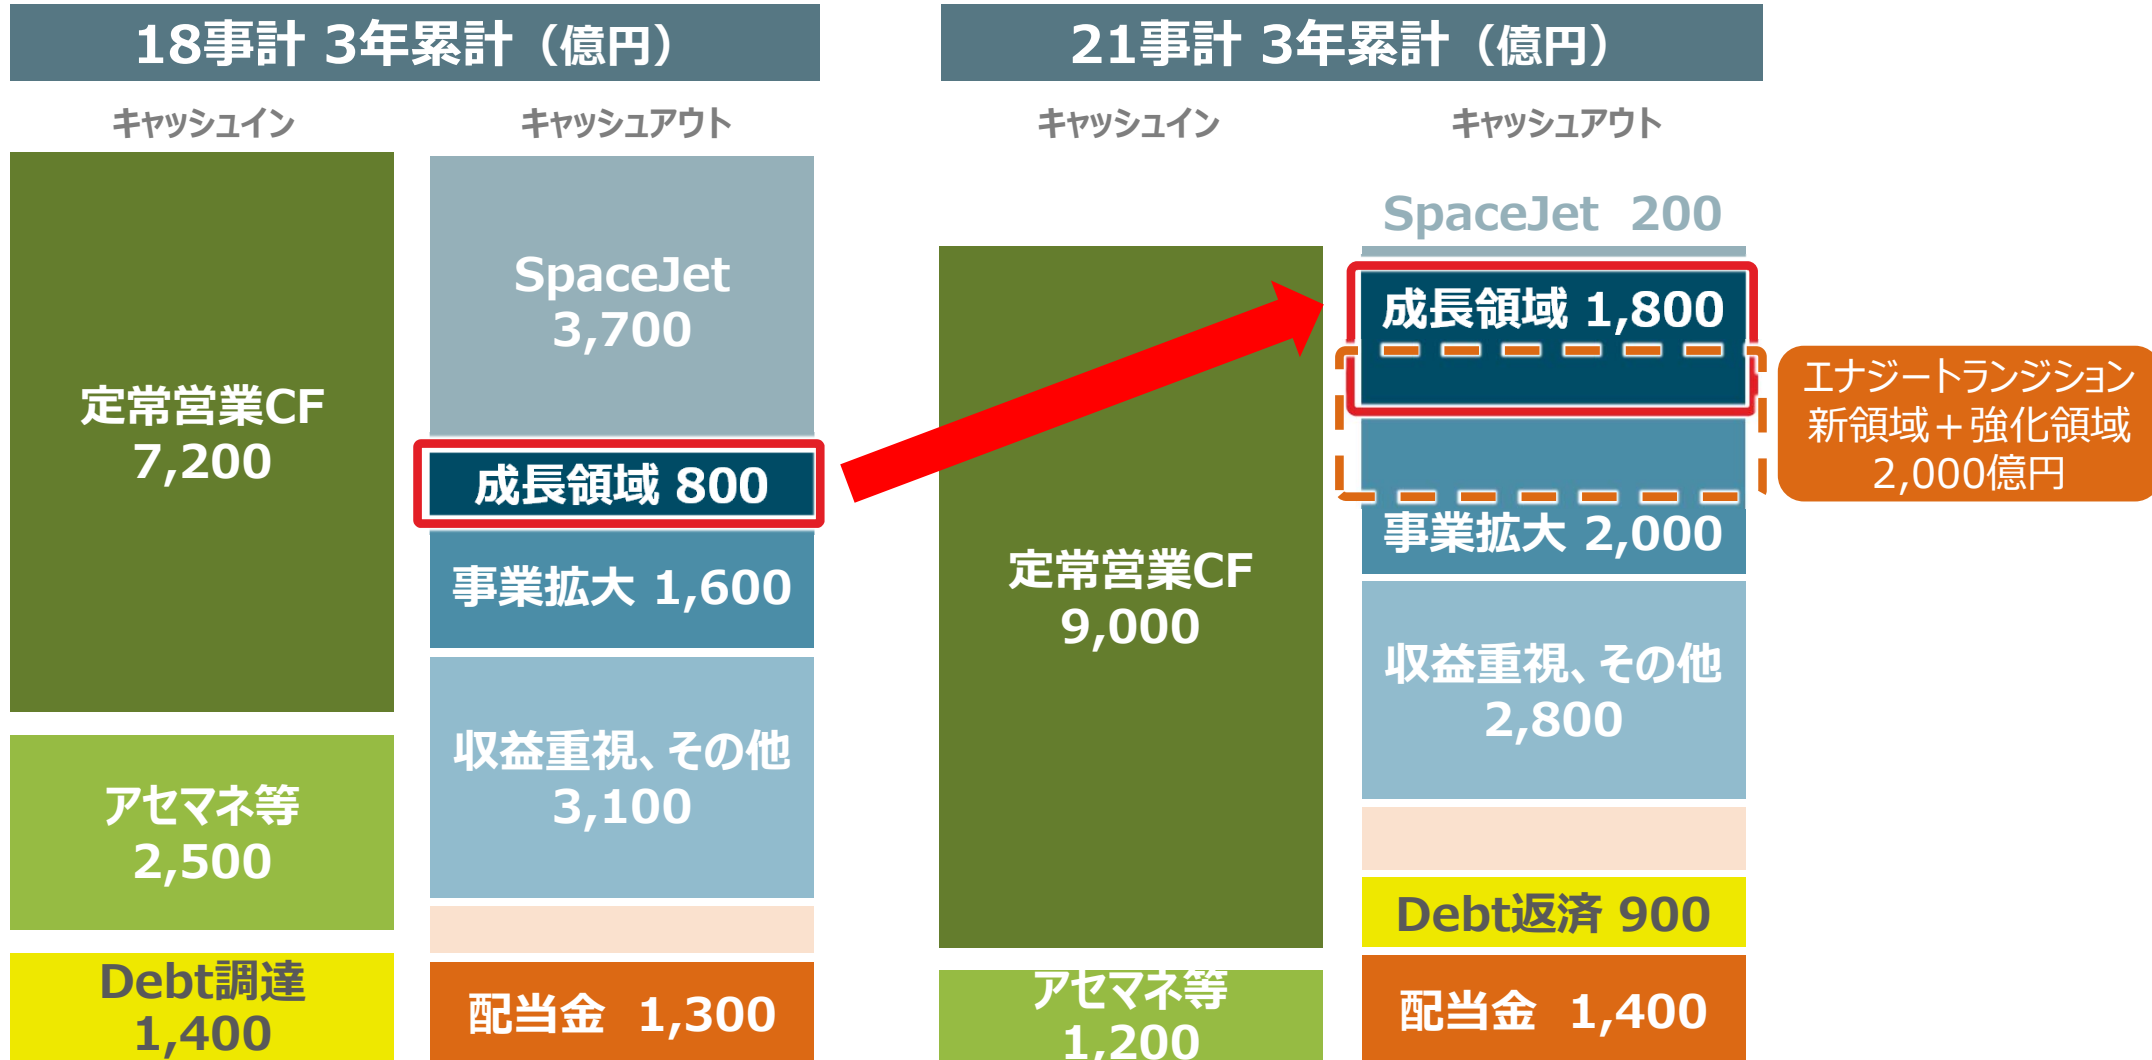 18事計 3年累計（億円）
キャッシュイン
キャッシュアウト
定常営業CF
7,200
アセマネ等
2,500
Debt調達
1,400
SpaceJet
3,700
成長領域 800
事業拡大 1,600
収益重視、その他
3,100
配当金 1,300
21事計 3年累計（億円）
キャッシュイン
キャッシュアウト
定常営業CF
9,000
アセマネ等
1,200
SpaceJet 200
成長領域 1,800
事業拡大 2,000
収益重視、その他
2,800
Debt返済 900
配当金 1,400
エナジートランジション
新領域＋強化領域
2,000億円